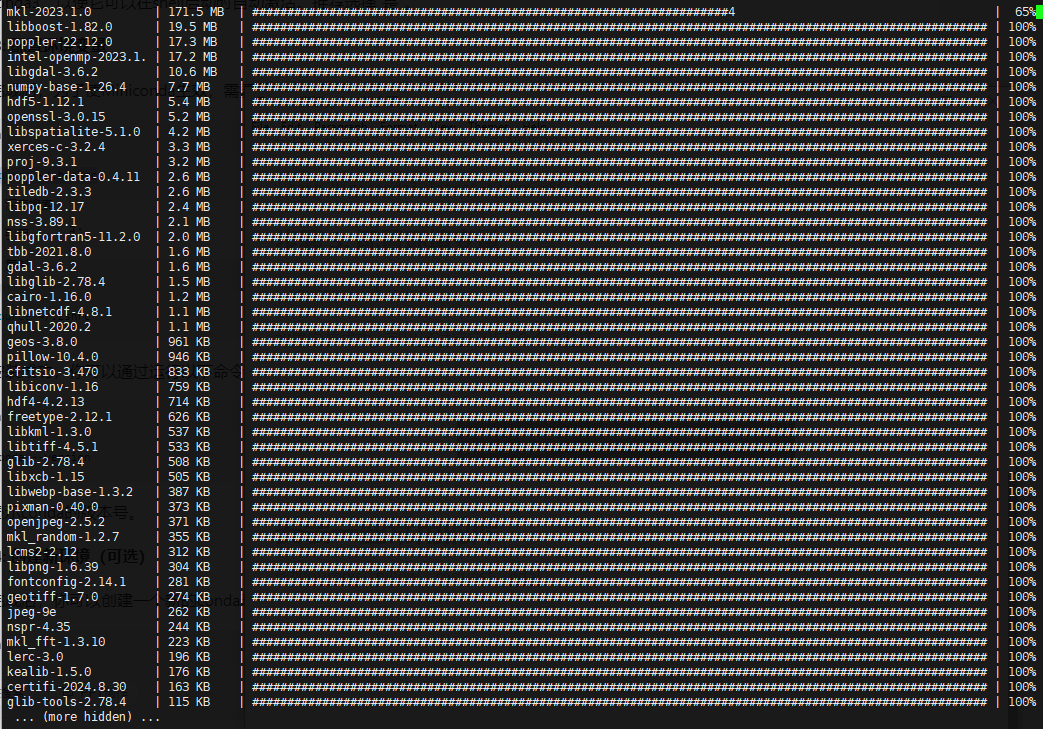 mkl-2023.1.0 | 171.5 MB | ####################################################################4 | 65%
libboost-1.82.0 | 19.5 MB | ######################################################################################################### | 100%
poppler-22.12.0 | 17.3 MB | ######################################################################################################### | 100%
intel-openmp-2023.1. | 17.2 MB | ######################################################################################################### | 100%
libgdal-3.6.2 | 10.6 MB | ######################################################################################################### | 100%
numpy-base-1.26.4 | 7.7 MB | ######################################################################################################### | 100%
hdf5-1.12.1 | 5.4 MB | ######################################################################################################### | 100%
openssl-3.0.15 | 5.2 MB | ######################################################################################################### | 100%
libspatialite-5.1.0 | 4.2 MB | ######################################################################################################### | 100%
xerces-c-3.2.4 | 3.3 MB | ######################################################################################################### | 100%
proj-9.3.1 | 3.2 MB | ######################################################################################################### | 100%
poppler-data-0.4.11 | 2.6 MB | ######################################################################################################### | 100%
tiledb-2.3.3 | 2.6 MB | ######################################################################################################### | 100%
libpq-12.17 | 2.4 MB | ######################################################################################################### | 100%
nss-3.89.1 | 2.1 MB | ######################################################################################################### | 100%
libgfortran5-11.2.0 | 2.0 MB | ######################################################################################################### | 100%
tbb-2021.8.0 | 1.6 MB | ######################################################################################################### | 100%
gdal-3.6.2 | 1.6 MB | ######################################################################################################### | 100%
libglib-2.78.4 | 1.5 MB | ######################################################################################################### | 100%
cairo-1.16.0 | 1.2 MB | ######################################################################################################### | 100%
libnetcdf-4.8.1 | 1.1 MB | ######################################################################################################### | 100%
qhull-2020.2 | 1.1 MB | ######################################################################################################### | 100%
geos-3.8.0 | 961 KB | ######################################################################################################### | 100%
pillow-10.4.0 | 946 KB | ######################################################################################################### | 100%
cfitsio-3.470 | 833 KB | ######################################################################################################### | 100%
libiconv-1.16 | 759 KB | ######################################################################################################### | 100%
hdf4-4.2.13 | 714 KB | ######################################################################################################### | 100%
freetype-2.12.1 | 626 KB | ######################################################################################################### | 100%
libkml-1.3.0 | 537 KB | ######################################################################################################### | 100%
libtiff-4.5.1 | 533 KB | ######################################################################################################### | 100%
glib-2.78.4 | 508 KB | ######################################################################################################### | 100%
libxcb-1.15 | 505 KB | ######################################################################################################### | 100%
libwebp-base-1.3.2 | 387 KB | ######################################################################################################### | 100%
pixman-0.40.0 | 373 KB | ######################################################################################################### | 100%
openjpeg-2.5.2 | 371 KB | ######################################################################################################### | 100%
mkl_random-1.2.7 | 355 KB | ######################################################################################################### | 100%
lcms2-2.12 | 312 KB | ######################################################################################################### | 100%
libpng-1.6.39 | 304 KB | ######################################################################################################### | 100%
fontconfig-2.14.1 | 281 KB | ######################################################################################################### | 100%
geotiff-1.7.0 | 274 KB | ######################################################################################################### | 100%
jpeg-9e | 262 KB | ######################################################################################################### | 100%
nspr-4.35 | 244 KB | ######################################################################################################### | 100%
mkl_fft-1.3.10 | 223 KB | ######################################################################################################### | 100%
lerc-3.0 | 196 KB | ######################################################################################################### | 100%
kealib-1.5.0 | 176 KB | ######################################################################################################### | 100%
certifi-2024.8.30 | 163 KB | ######################################################################################################### | 100%
glib-tools-2.78.4 | 115 KB | ######################################################################################################### | 100%
... (more hidden) ...